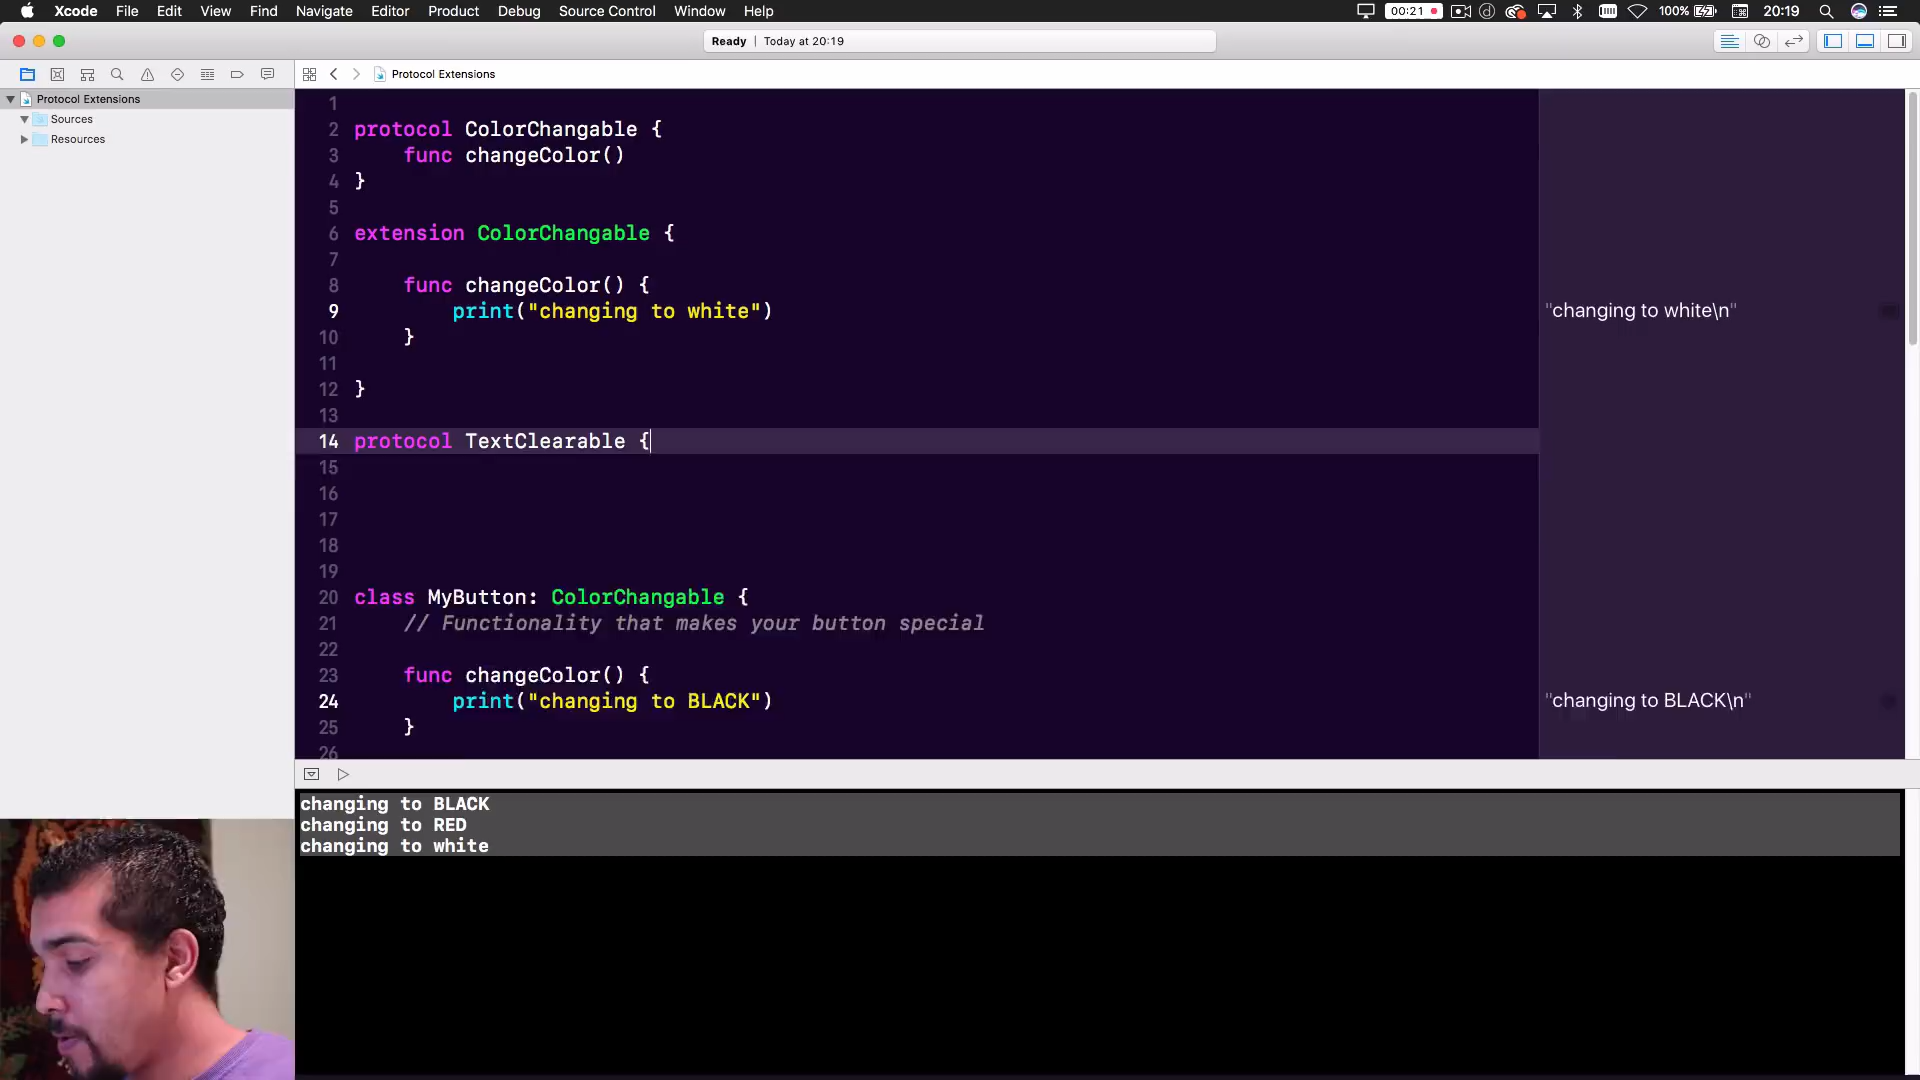 Xcode File Edit View Find Navigate Editor Product Debug Source Control Window Help 00:21 100% 20:19
Ready | Today at 20:19
Protocol Extensions
Protocol Extensions
Sources
Resources
1
2 protocol ColorChangable {
3 func changeColor()
4 }
5
6 extension ColorChangable {
7
8 func changeColor() {
9 print("changing to white") "changing to white\n"
10 }
11
12 }
13
14 protocol TextClearable {
15
16
17
18
19
20 class MyButton: ColorChangable {
21 // Functionality that makes your button special
22
23 func changeColor() {
24 print("changing to BLACK") "changing to BLACK\n"
25 }
26
changing to BLACK
changing to RED
changing to white